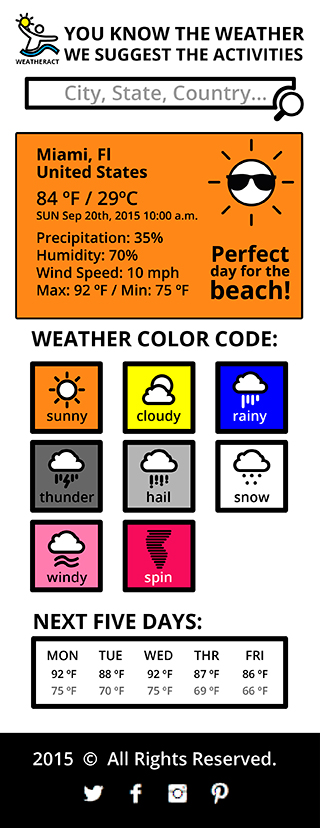 YOU KNOW THE WEATHER
WE SUGGEST THE ACTIVITIES
WEATHERACT
City, State, Country...
Miami, Fl
United States
84 ºF / 29ºC
SUN Sep 20th, 2015 10:00 a.m.
Precipitation: 35%
Humidity: 70%
Wind Speed: 10 mph
Max: 92 ºF / Min: 75 ºF
Perfect
day for the
beach!
WEATHER COLOR CODE:
sunny cloudy rainy
thunder hail snow
windy spin
NEXT FIVE DAYS:
MON TUE WED THR FRI
92 ºF 88 ºF 92 ºF 87 ºF 86 ºF
75 ºF 70 ºF 75 ºF 69 ºF 66 ºF
2015 © All Rights Reserved.